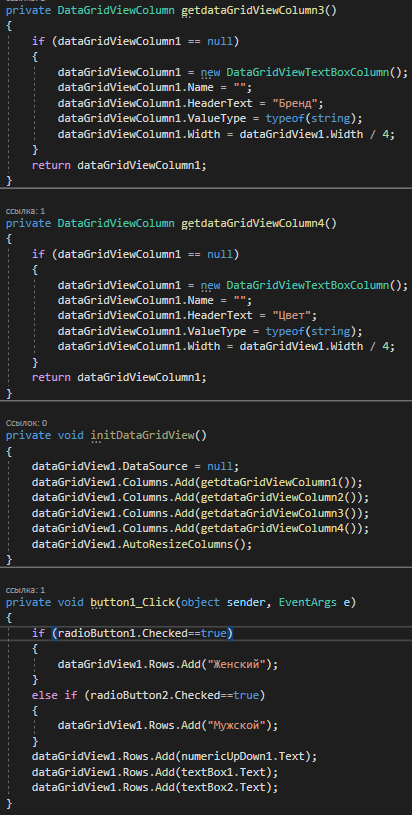 private DataGridViewColumn getdataGridViewColumn3()
{
if (dataGridViewColumn1 == null)
{
dataGridViewColumn1 = new DataGridViewTextBoxColumn();
dataGridViewColumn1.Name = "";
dataGridViewColumn1.HeaderText = "Бренд";
dataGridViewColumn1.ValueType = typeof(string);
dataGridViewColumn1.Width = dataGridView1.Width / 4;
}
return dataGridViewColumn1;
}
ссылка: 1
private DataGridViewColumn getdataGridViewColumn4()
{
if (dataGridViewColumn1 == null)
{
dataGridViewColumn1 = new DataGridViewTextBoxColumn();
dataGridViewColumn1.Name = "";
dataGridViewColumn1.HeaderText = "Цвет";
dataGridViewColumn1.ValueType = typeof(string);
dataGridViewColumn1.Width = dataGridView1.Width / 4;
}
return dataGridViewColumn1;
}
Ссылок: 0
private void initDataGridView()
{
dataGridView1.DataSource = null;
dataGridView1.Columns.Add(getdtaGridViewColumn1());
dataGridView1.Columns.Add(getdataGridViewColumn2());
dataGridView1.Columns.Add(getdataGridViewColumn3());
dataGridView1.Columns.Add(getdataGridViewColumn4());
dataGridView1.AutoResizeColumns();
}
ссылка: 1
private void button1_Click(object sender, EventArgs e)
{
if (radioButton1.Checked==true)
{
dataGridView1.Rows.Add("Женский");
}
else if (radioButton2.Checked==true)
{
dataGridView1.Rows.Add("Мужской");
}
dataGridView1.Rows.Add(numericUpDown1.Text);
dataGridView1.Rows.Add(textBox1.Text);
dataGridView1.Rows.Add(textBox2.Text);
}